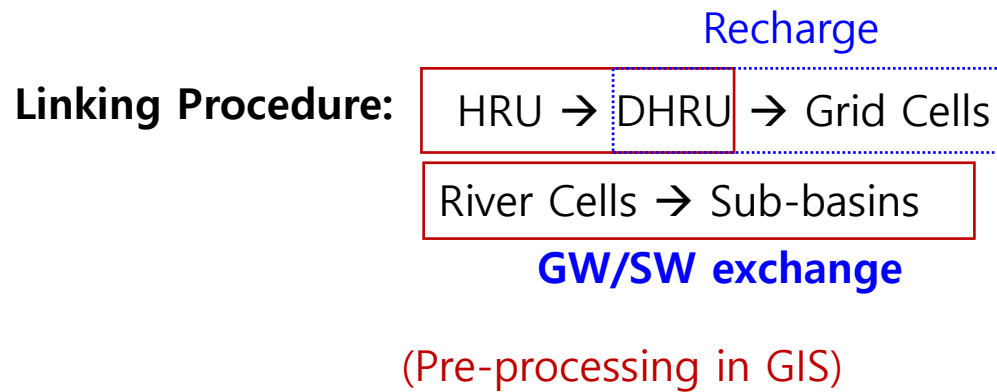 Recharge
Linking Procedure: HRU → DHRU → Grid Cells
River Cells → Sub-basins
GW/SW exchange
(Pre-processing in GIS)